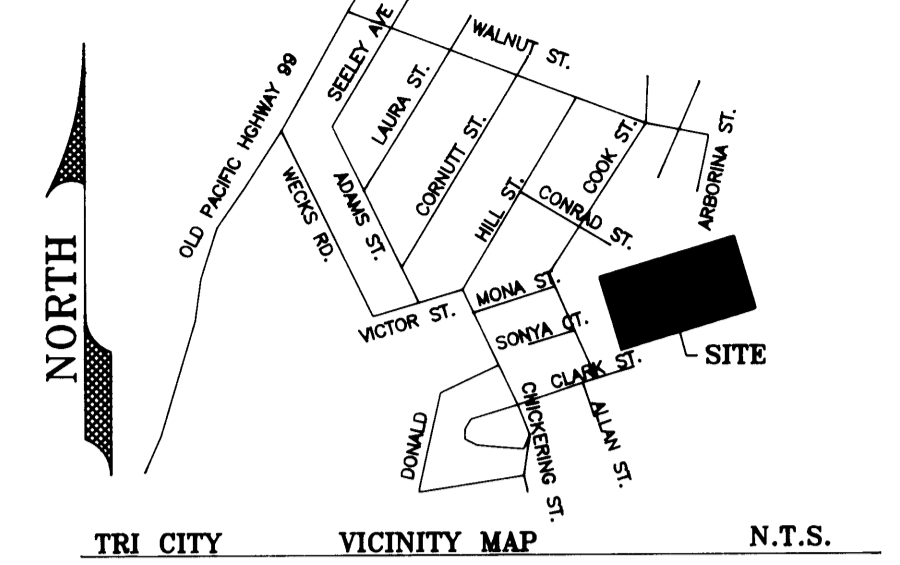 WALNUT ST.
SEELEY AVE
OLD PACIFIC HGHWAY 99
LAURA ST.
ARBORINA ST.
COOK ST.
CORNUTT ST.
WECKS RD.
ADAMS ST.
HILL ST.
CONRAD ST.
NORTH
MONA ST.
VICTOR ST.
SONYA CT.
SITE
CLARK ST.
DONALD
CHICKERING ST.
ALLAN ST.
TRI CITY VICINITY MAP N.T.S.